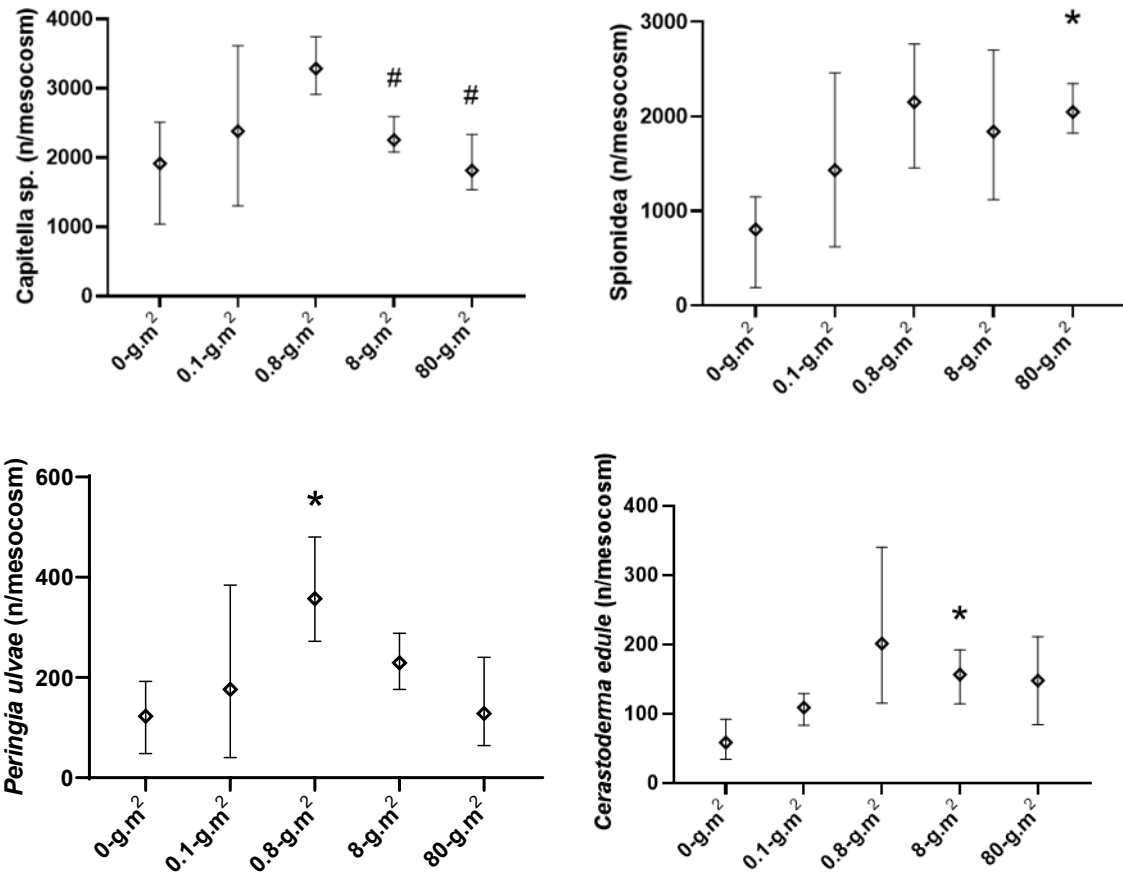 Capitella sp. (n/mesocosm)
4000
3000
2000
1000
0
#
#
0-g.m²
0.1-g.m²
0.8-g.m²
8-g.m²
80-g.m²
Spionidea (n/mesocosm)
3000
2000
1000
0
*
0-g.m²
0.1-g.m²
0.8-g.m²
8-g.m²
80-g.m²
Peringia ulvae (n/mesocosm)
600
400
200
0
*
0-g.m²
0.1-g.m²
0.8-g.m²
8-g.m²
80-g.m²
Cerastoderma edule (n/mesocosm)
400
300
200
100
0
*
0-g.m²
0.1-g.m²
0.8-g.m²
8-g.m²
80-g.m²